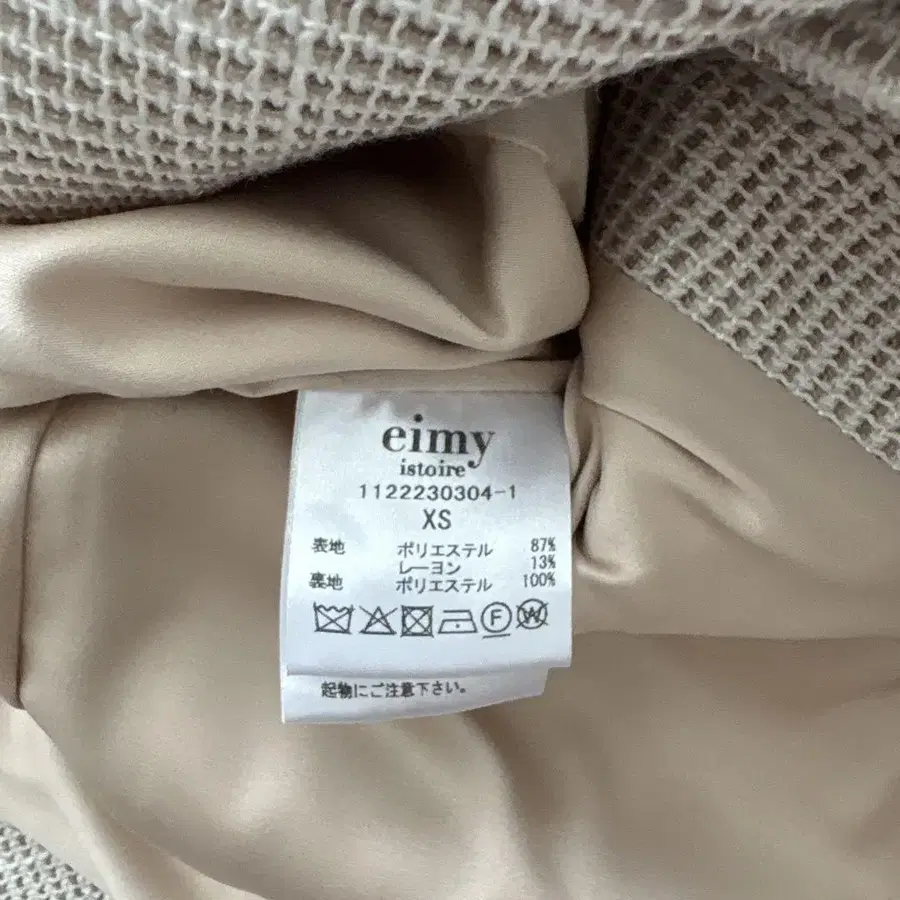 eimy
istoire
1122230304-1
XS
表地 ポリエステル 87%
レーヨン 13%
裏地 ポリエステル 100%
F W
起物にご注意下さい。